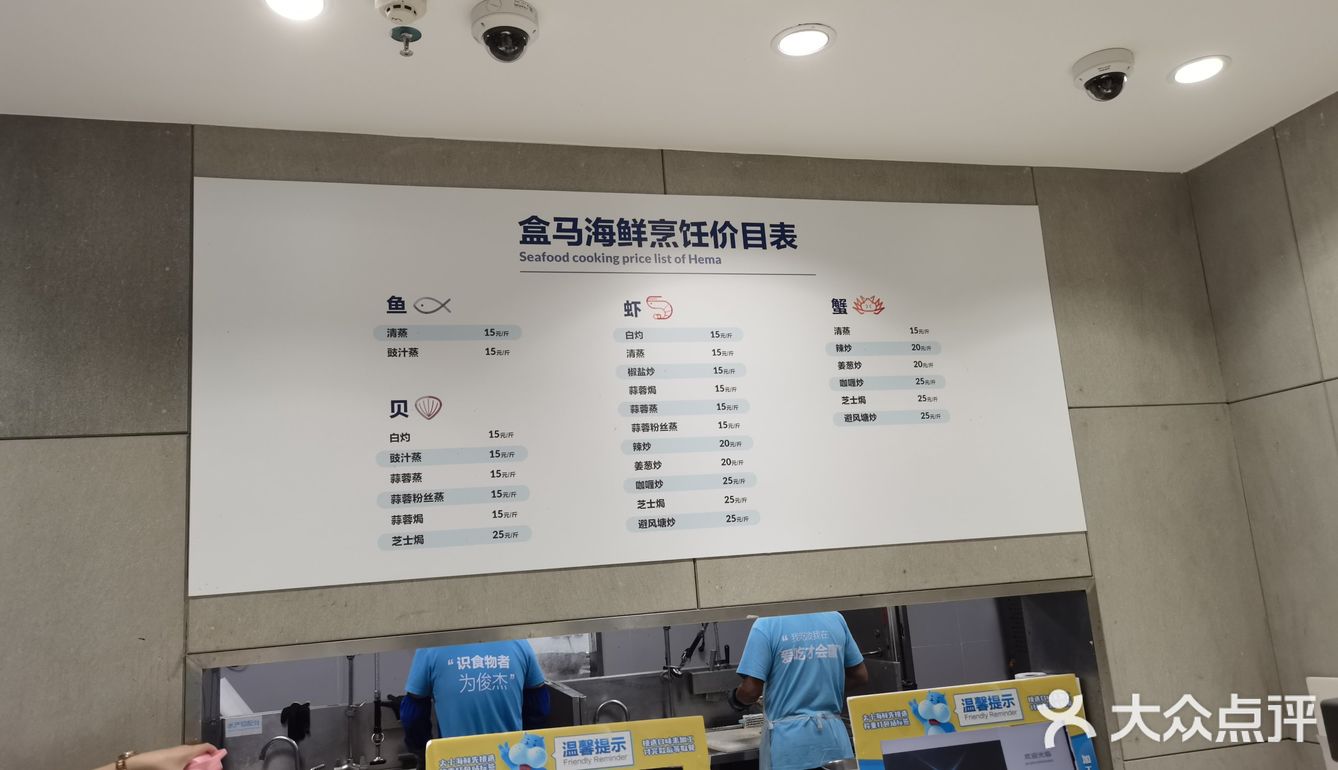 盒马海鲜烹饪价目表
Seafood cooking price list of Hema
鱼
清蒸 15元/斤
豉汁蒸 15元/斤
贝
白灼 15元/斤
豉汁蒸 15元/斤
蒜蓉蒸 15元/斤
蒜蓉粉丝蒸 15元/斤
蒜蓉焗 15元/斤
芝士焗 25元/斤
虾
白灼 15元/斤
清蒸 15元/斤
椒盐炒 15元/斤
蒜蓉焗 15元/斤
蒜蓉蒸 15元/斤
蒜蓉粉丝蒸 15元/斤
辣炒 20元/斤
姜葱炒 20元/斤
咖喱炒 25元/斤
芝士焗 25元/斤
避风塘炒 25元/斤
蟹
清蒸 15元/斤
辣炒 20元/斤
姜葱炒 20元/斤
咖喱炒 25元/斤
芝士焗 25元/斤
避风塘炒 25元/斤
“识食物者
为俊杰”
温馨提示
Friendly Reminder
温馨提示
Friendly Reminder
大众点评